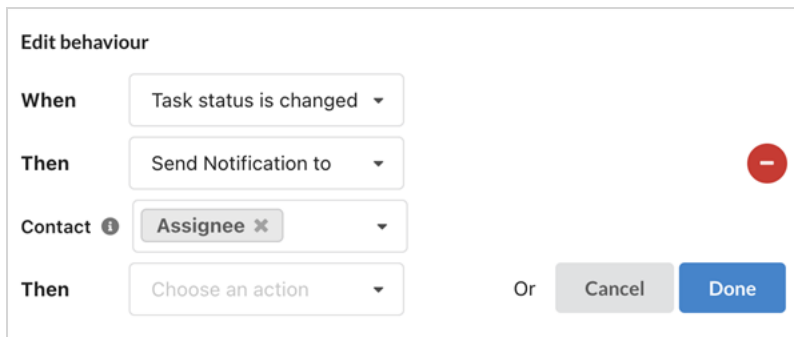 Edit behaviour
When Task status is changed
Then Send Notification to
Contact Assignee
Then Choose an action Or Cancel Done